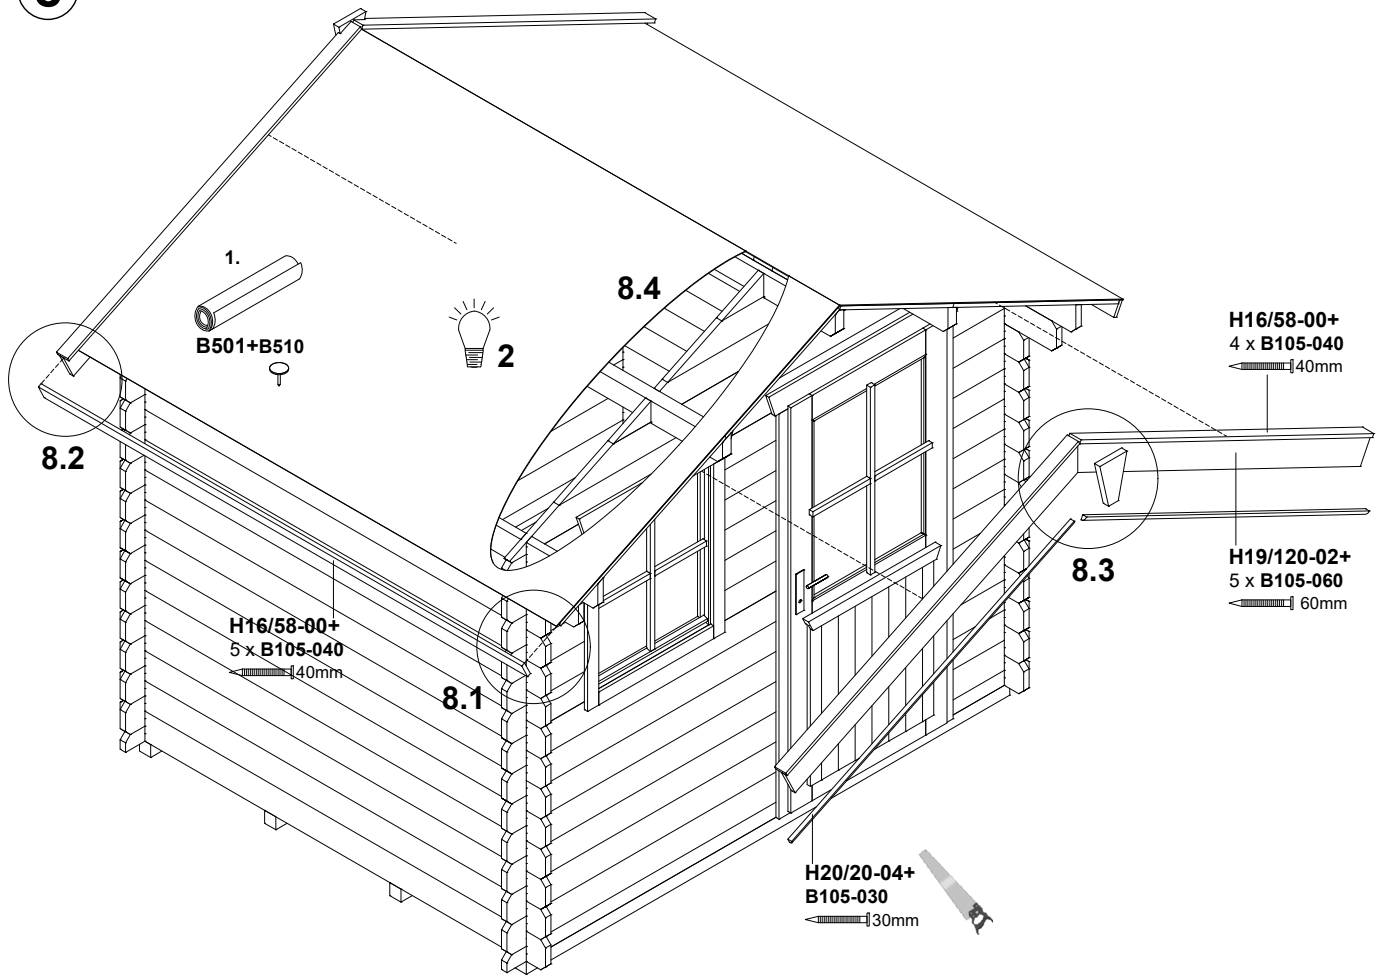 1.
B501+B510
2
8.4
8.2
H16/58-00+
4 x B105-040
40mm
H19/120-02+
5 x B105-060
60mm
8.3
H16/58-00+
5 x B105-040
40mm
8.1
H20/20-04+
B105-030
30mm